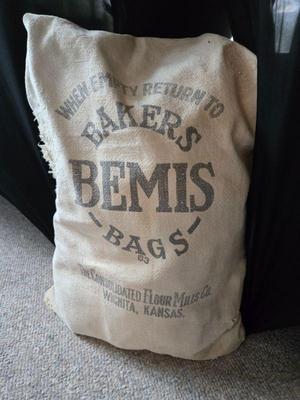 WHEN EMPTY RETURN TO
BAKERS
BEMIS
- BAGS -
63
THE CONSOLIDATED FLOUR MILLS CO.
WICHITA, KANSAS.